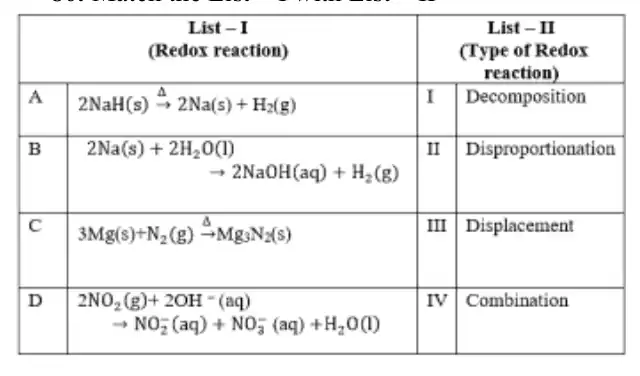 List – I
(Redox reaction)
List – II
(Type of Redox
reaction)
A
2NaH(s) →^Δ 2Na(s) + H₂(g)
I
Decomposition
B
2Na(s) + 2H₂O(l)
→ 2NaOH(aq) + H₂(g)
II
Disproportionation
C
3Mg(s)+N₂(g) →^Δ Mg₃N₂(s)
III
Displacement
D
2NO₂(g)+ 2OH⁻(aq)
→ NO₂⁻(aq) + NO₃⁻ (aq) +H₂O(l)
IV
Combination